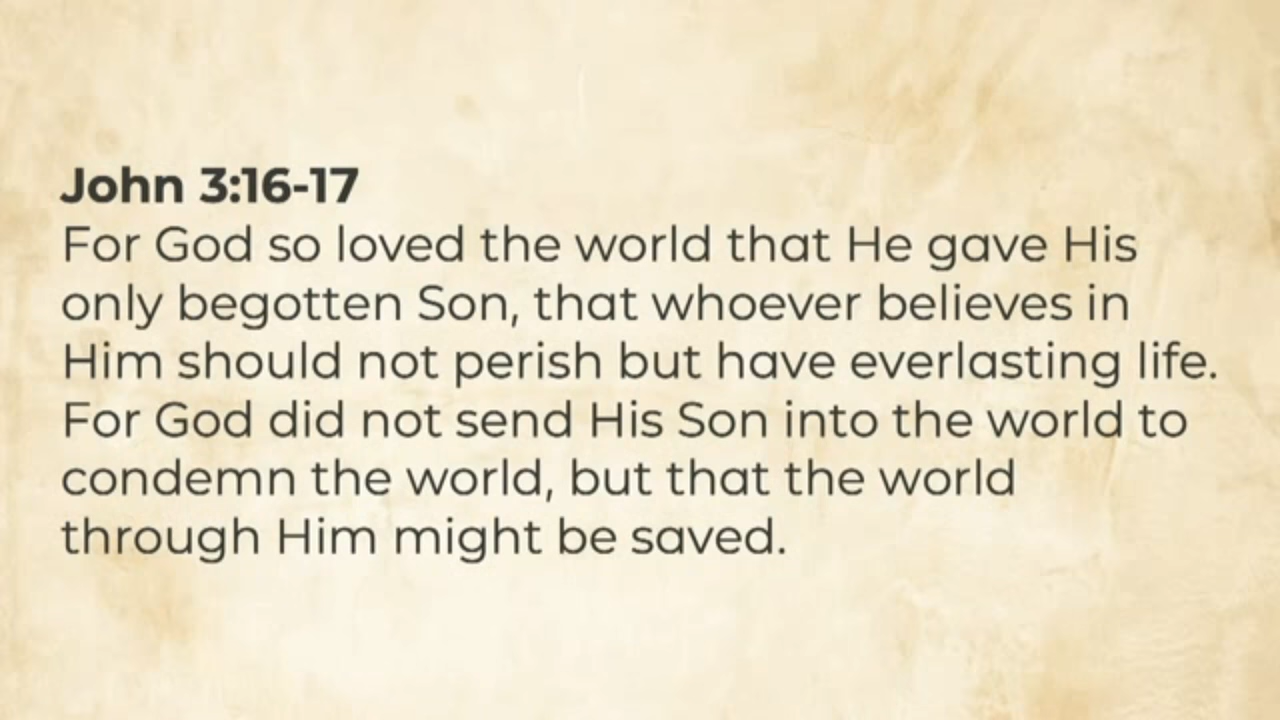 John 3:16-17
For God so loved the world that He gave His
only begotten Son, that whoever believes in
Him should not perish but have everlasting life.
For God did not send His Son into the world to
condemn the world, but that the world
through Him might be saved.